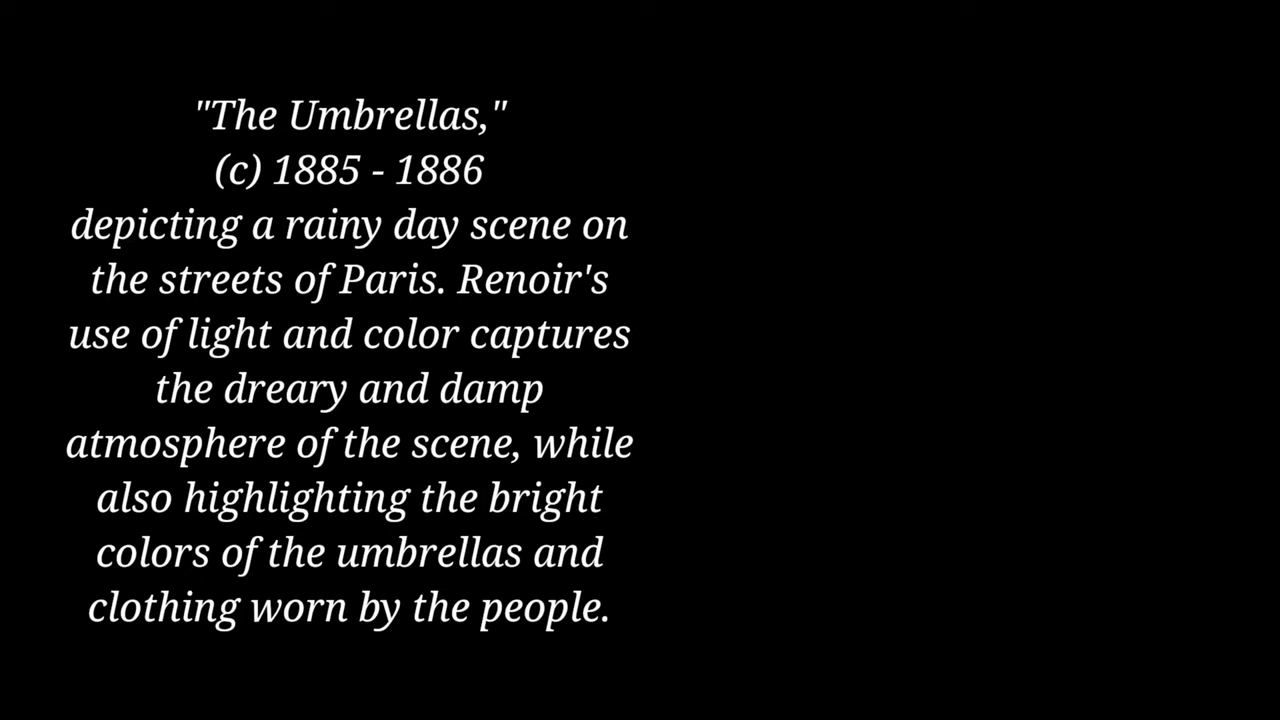 "The Umbrellas,"
(c) 1885 - 1886
depicting a rainy day scene on
the streets of Paris. Renoir's
use of light and color captures
the dreary and damp
atmosphere of the scene, while
also highlighting the bright
colors of the umbrellas and
clothing worn by the people.